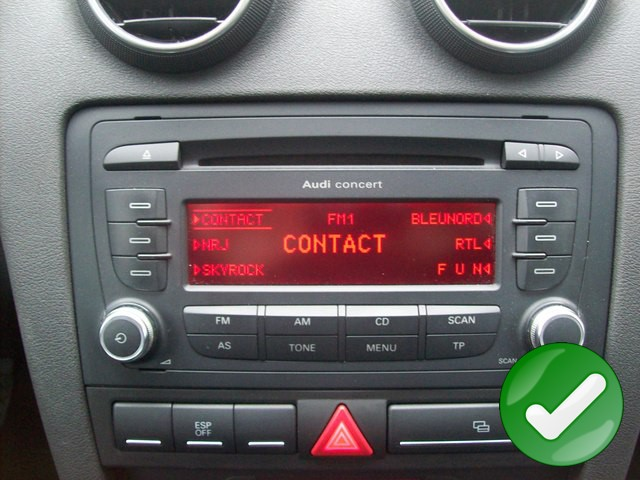 Audi concert
CONTACT FM1 BLEUNORD
NRJ CONTACT RTL
SKYROCK F U N
FM AM CD SCAN
AS TONE MENU TP
SCAN
ESP
OFF